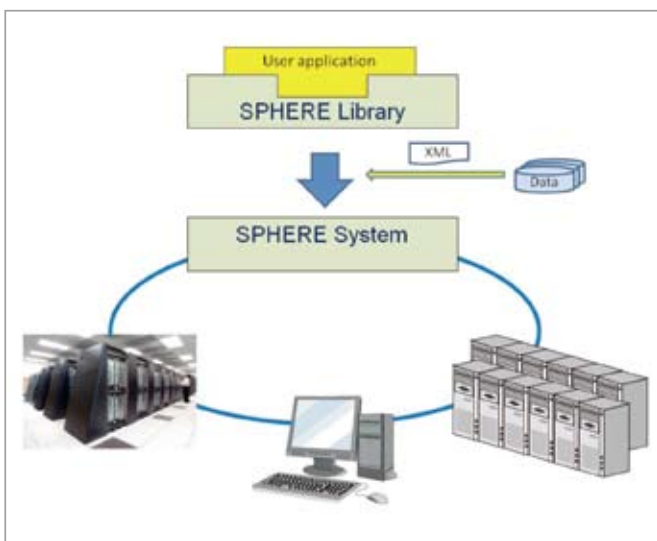 User application
SPHERE Library
XML
Data
SPHERE System